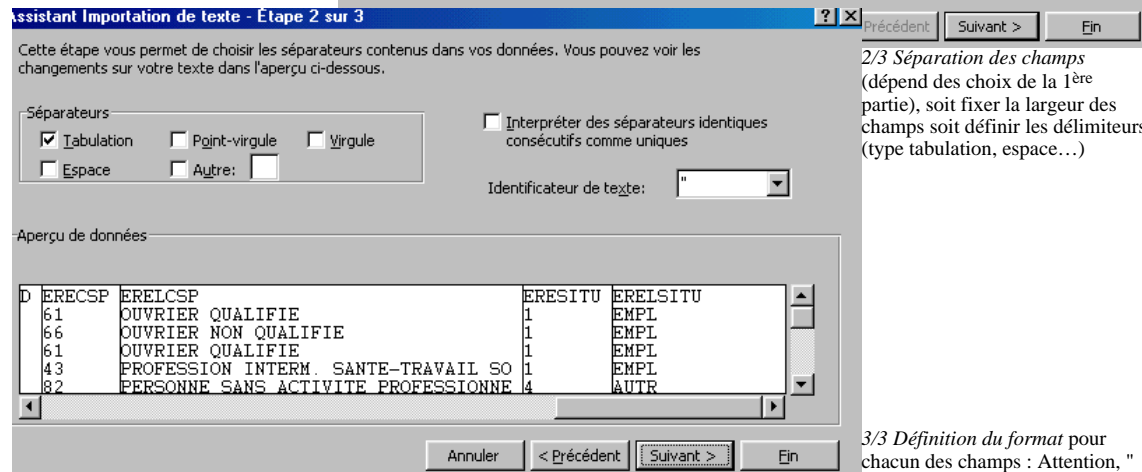 Assistant Importation de texte - Étape 2 sur 3
Cette étape vous permet de choisir les séparateurs contenus dans vos données. Vous pouvez voir les
changements sur votre texte dans l'aperçu ci-dessous.
Séparateurs
Tabulation Point-virgule Virgule
Espace Autre:
Interpréter des séparateurs identiques
consécutifs comme uniques
Identificateur de texte: "
Aperçu de données
D ERECSP ERELCSP ERESITU ERELSITU
61 OUVRIER QUALIFIE 1 EMPL
66 OUVRIER NON QUALIFIE 1 EMPL
61 OUVRIER QUALIFIE 1 EMPL
43 PROFESSION INTERM. SANTE-TRAVAIL SO 1 EMPL
82 PERSONNE SANS ACTIVITE PROFESSIONNE 4 AUTR
Annuler < Précédent Suivant > Fin
Précédent Suivant > Fin
2/3 Séparation des champs
(dépend des choix de la 1ère
partie), soit fixer la largeur des
champs soit définir les délimiteurs
(type tabulation, espace…)
3/3 Définition du format pour
chacun des champs : Attention, "